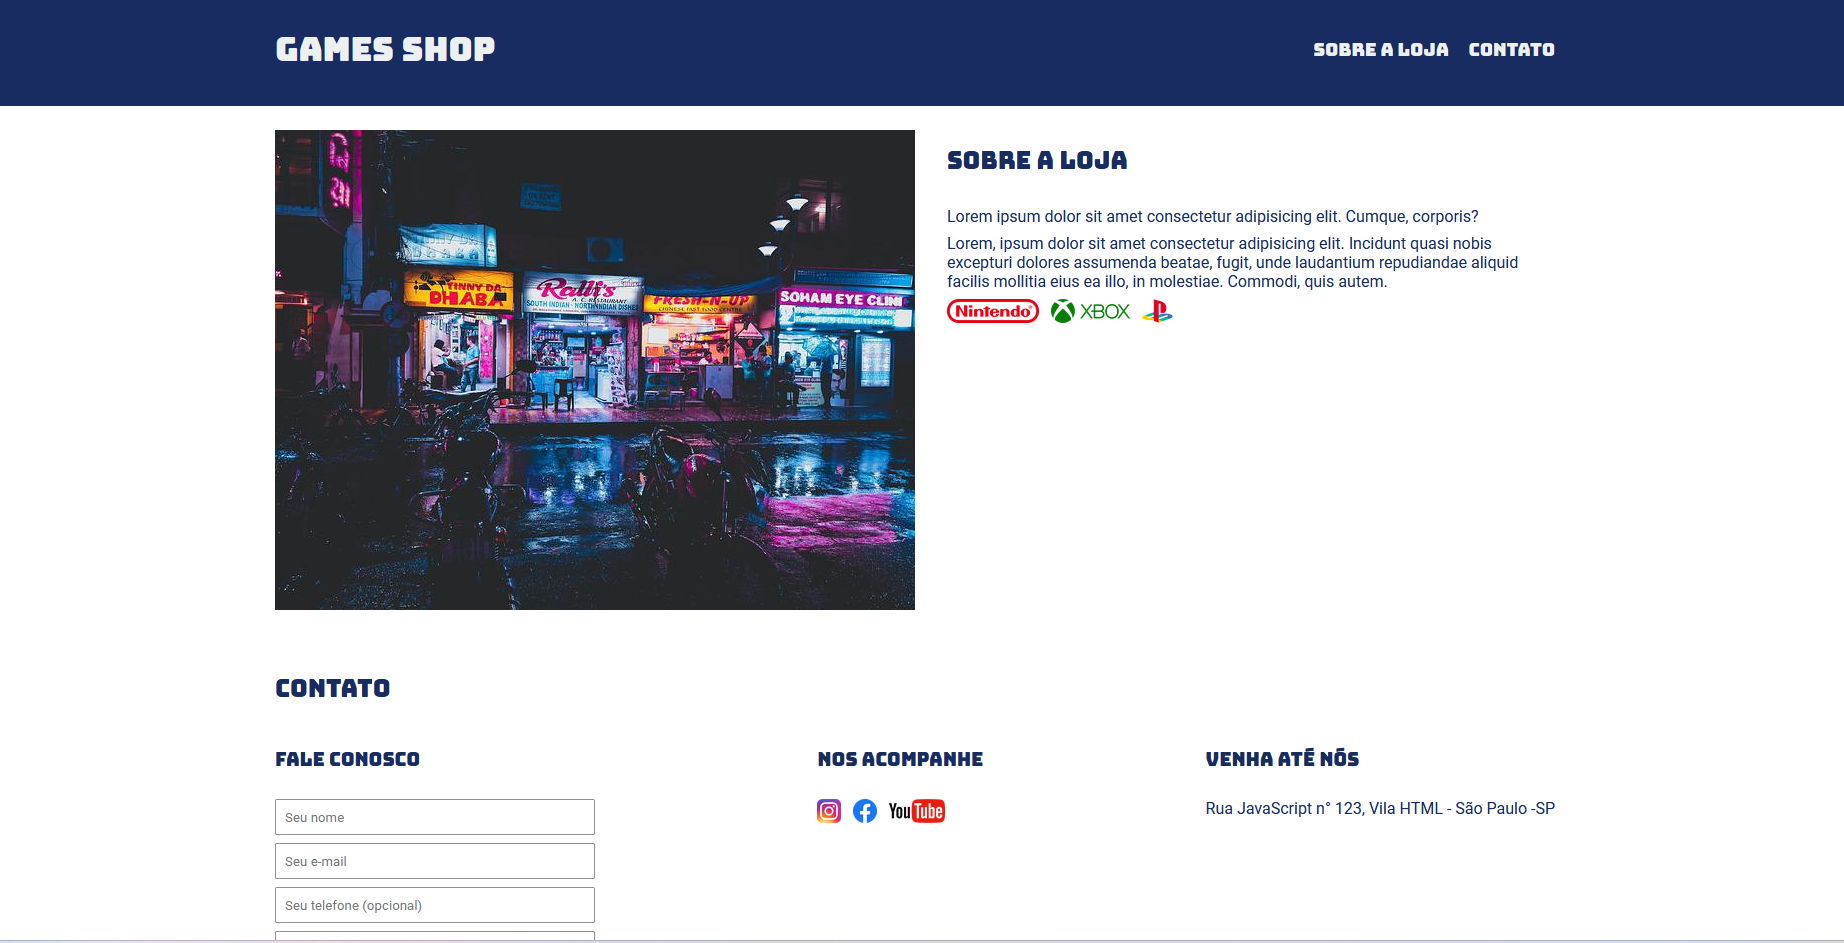 GAMES SHOP
SOBRE A LOJA CONTATO
TINNY DA
DHABA
Ralli's
A. C. RESTAURANT
SOUTH INDIAN - NORTH INDIAN DISHES
FRESH-N-UP
CHINESE FAST FOOD CENTRE
SOHAM EYE CLINI
SOBRE A LOJA
Lorem ipsum dolor sit amet consectetur adipisicing elit. Cumque, corporis?
Lorem, ipsum dolor sit amet consectetur adipisicing elit. Incidunt quasi nobis
excepturi dolores assumenda beatae, fugit, unde laudantium repudiandae aliquid
facilis mollitia eius ea illo, in molestiae. Commodi, quis autem.
Nintendo XBOX
CONTATO
FALE CONOSCO
Seu nome
Seu e-mail
Seu telefone (opcional)
NOS ACOMPANHE
YouTube
VENHA ATÉ NÓS
Rua JavaScript n° 123, Vila HTML - São Paulo -SP